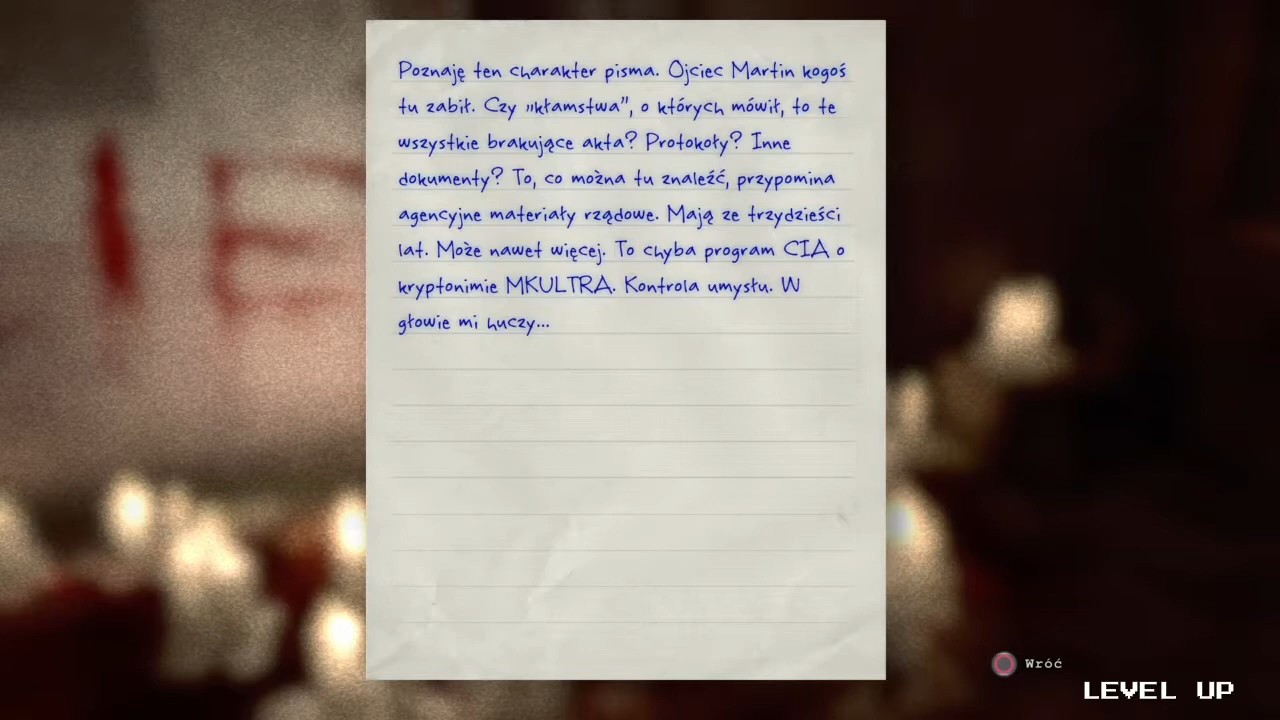 Poznaję ten charakter pisma. Ojciec Martin kogoś
tu zabił. Czy „kłamstwa”, o których mówił, to te
wszystkie brakujące akta? Protokoły? Inne
dokumenty? To, co można tu znaleźć, przypomina
agencyjne materiały rządowe. Mają ze trzydzieści
lat. Może nawet więcej. To chyba program CIA o
kryptonimie MKULTRA. Kontrola umysłu. W
głowie mi huczy...
Wróć
LEVEL UP